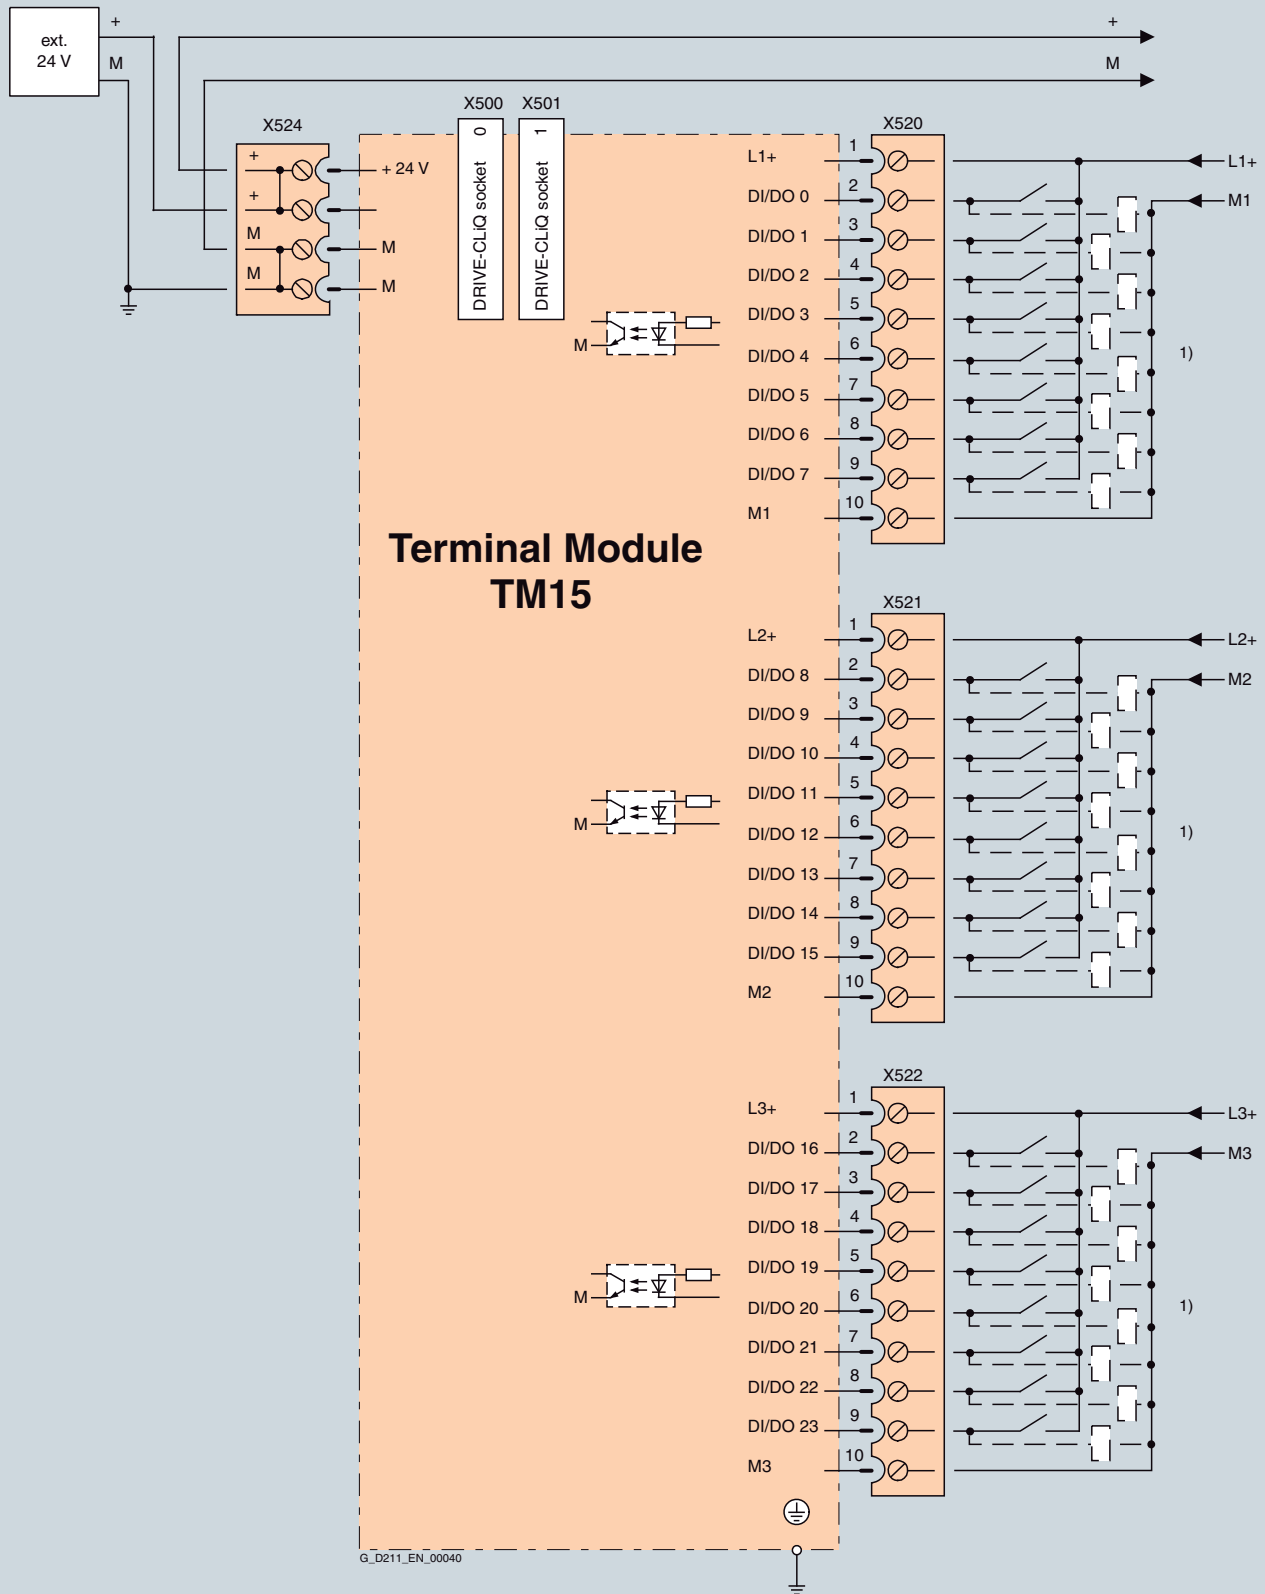 ext.
24 V
+
M
+
M
X524
+
+
M
M
+ 24 V
M
M
X500
X501
DRIVE-CLiQ socket 0
DRIVE-CLiQ socket 1
Terminal Module
TM15
X520
L1+ 1
DI/DO 0 2
DI/DO 1 3
DI/DO 2 4
DI/DO 3 5
DI/DO 4 6
DI/DO 5 7
DI/DO 6 8
DI/DO 7 9
M1 10
M
L1+
M1
1)
X521
L2+ 1
DI/DO 8 2
DI/DO 9 3
DI/DO 10 4
DI/DO 11 5
DI/DO 12 6
DI/DO 13 7
DI/DO 14 8
DI/DO 15 9
M2 10
M
L2+
M2
1)
X522
L3+ 1
DI/DO 16 2
DI/DO 17 3
DI/DO 18 4
DI/DO 19 5
DI/DO 20 6
DI/DO 21 7
DI/DO 22 8
DI/DO 23 9
M3 10
M
L3+
M3
1)
G_D211_EN_00040